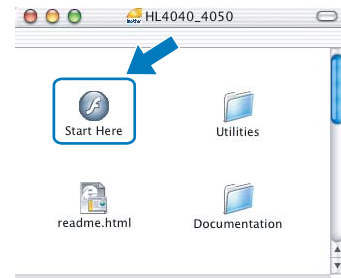 HL4040_4050
Start Here
Utilities
readme.html
Documentation